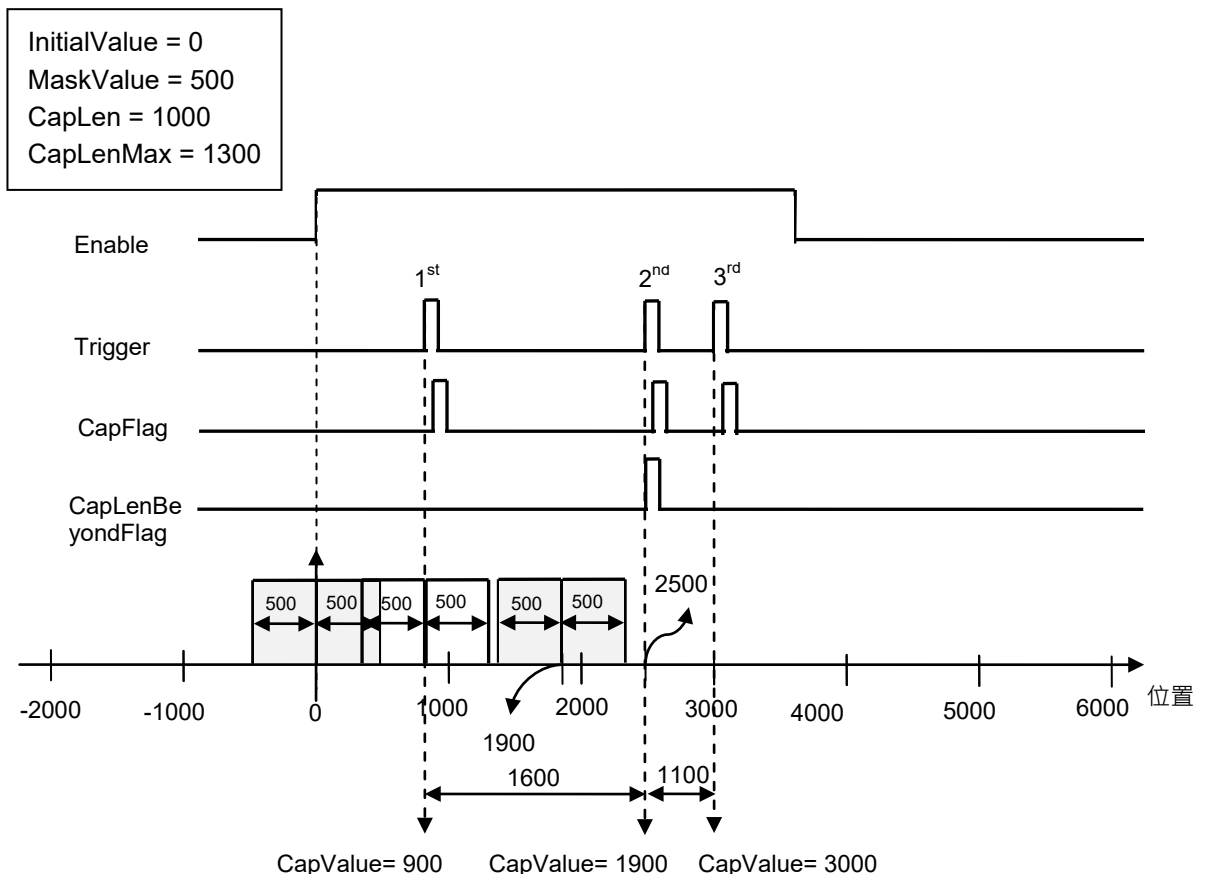 InitialValue = 0
MaskValue = 500
CapLen = 1000
CapLenMax = 1300
Enable
1st 2nd 3rd
Trigger
CapFlag
CapLenBe
yondFlag
500 500 500 500 500 500 2500
-2000 -1000 0 1000 2000 3000 4000 5000 6000 位置
1900
1600 1100
CapValue= 900 CapValue= 1900 CapValue= 3000